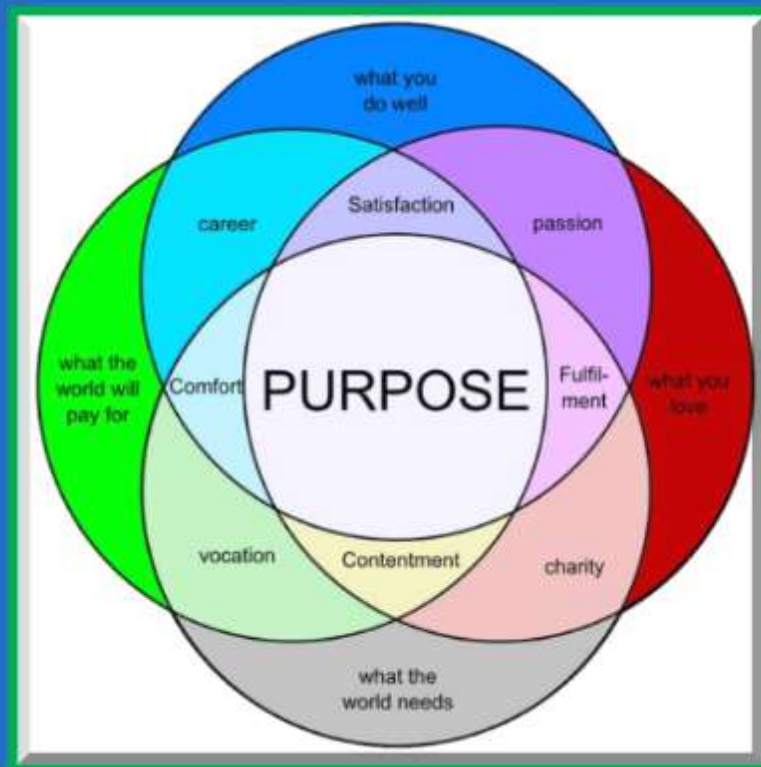 what you
do well
Satisfaction
career
passion
what the
world will
pay for
Comfort
PURPOSE
Fulfil-
ment
what you
love
vocation
Contentment
charity
what the
world needs